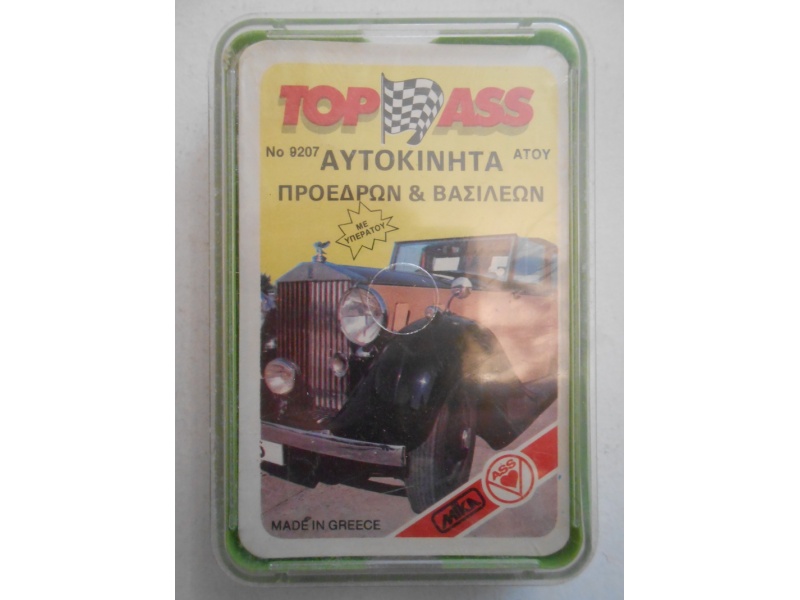 TOP ASS
No 9207 ΑΥΤΟΚΙΝΗΤΑ ΑΤΟΥ
ΠΡΟΕΔΡΩΝ & ΒΑΣΙΛΕΩΝ
ΜΕ
ΥΠΕΡΑΤΟΥ
MIKA
ASS
MADE IN GREECE